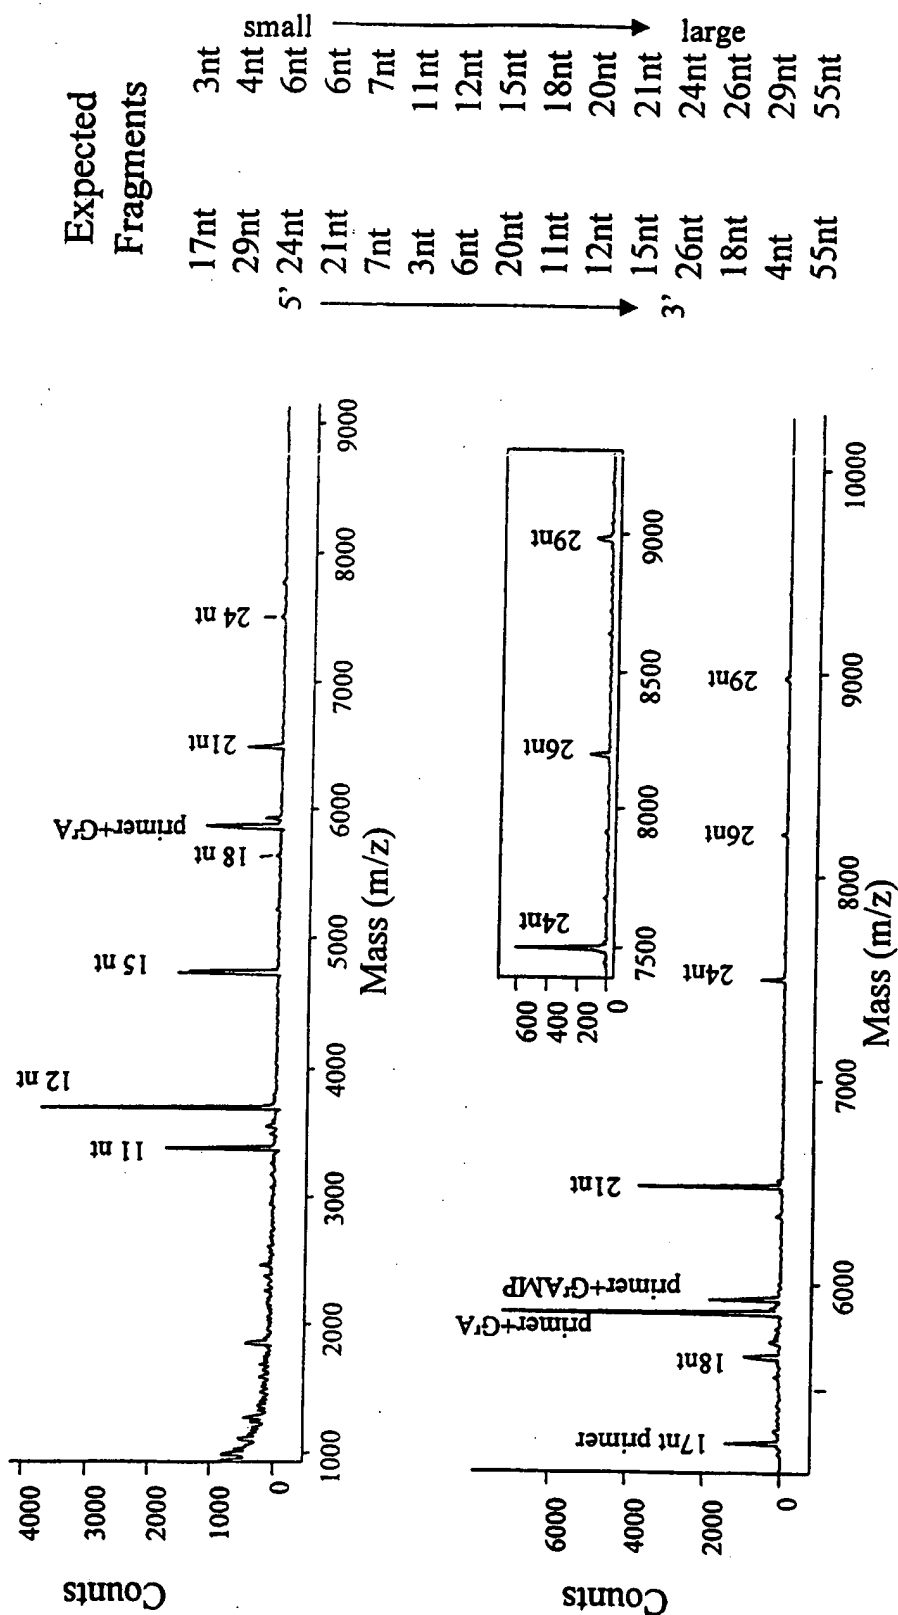 Expected
Fragments
17nt 3nt
29nt 4nt
24nt 6nt
21nt 6nt
7nt 7nt
3nt 11nt
6nt 12nt
20nt 15nt
11nt 18nt
12nt 20nt
15nt 21nt
26nt 24nt
18nt 26nt
4nt 29nt
55nt 55nt
5'
3'
small
large
Counts
4000
3000
2000
1000
0
11 nt
12 nt
15 nt
18 nt
primer+GʳA
21nt
24 nt
1000 2000 3000 4000 5000 6000 7000 8000 9000
Mass (m/z)
Counts
6000
4000
2000
0
17nt primer
18nt
primer+GʳA
primer+GʳAMP
21nt
24nt
26nt
29nt
6000 7000 8000 9000 10000
Mass (m/z)
600
400
200
0
24nt
26nt
29nt
7500 8000 8500 9000